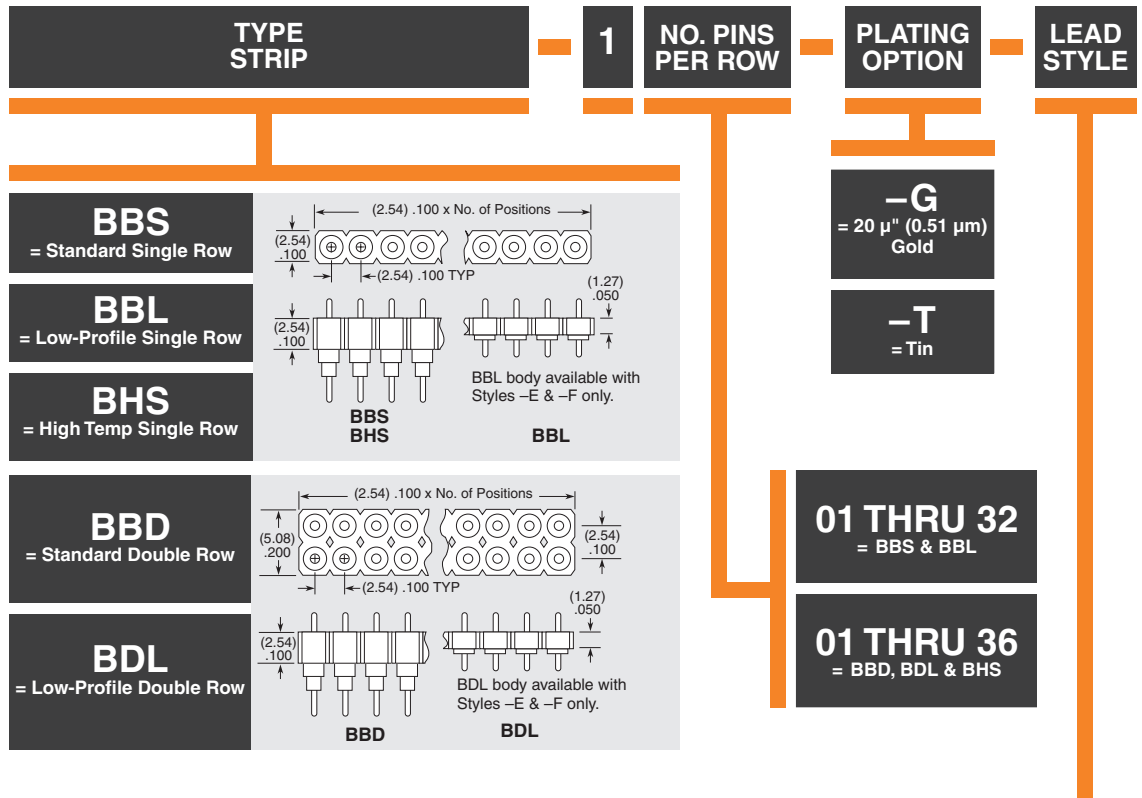 TYPE
STRIP
1
NO. PINS
PER ROW
PLATING
OPTION
LEAD
STYLE
BBS
= Standard Single Row
BBL
= Low-Profile Single Row
BHS
= High Temp Single Row
(2.54) .100 x No. of Positions
(2.54)
.100
(2.54) .100 TYP
(2.54)
.100
(1.27)
.050
BBL body available with
Styles –E & –F only.
BBS
BHS
BBL
–G
= 20 µ" (0.51 µm)
Gold
–T
= Tin
BBD
= Standard Double Row
BDL
= Low-Profile Double Row
(2.54) .100 x No. of Positions
(5.08)
.200
(2.54)
.100
(2.54) .100 TYP
(2.54)
.100
(1.27)
.050
BDL body available with
Styles –E & –F only.
BBD
BDL
01 THRU 32
= BBS & BBL
01 THRU 36
= BBD, BDL & BHS